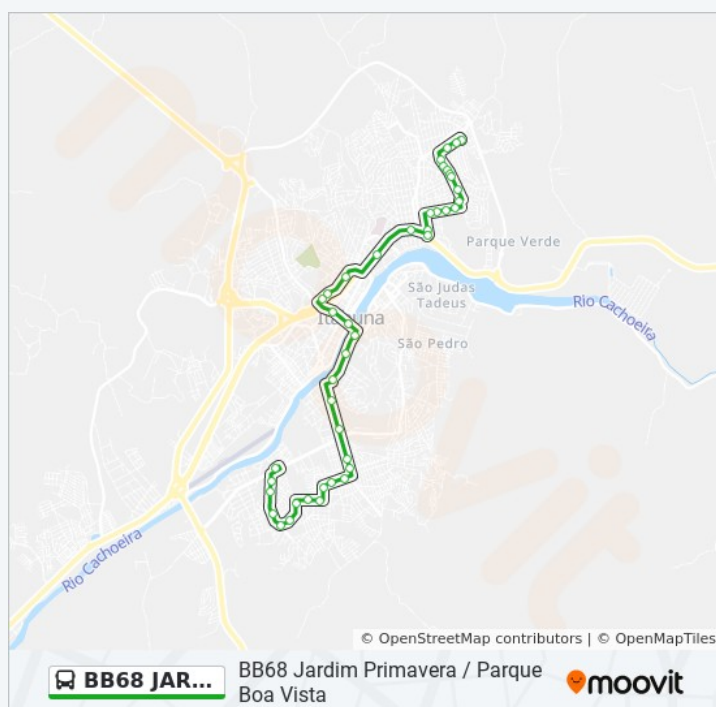 Parque Verde
São Judas
Tadeus
Rio Cachoeira
Itabuna
São Pedro
Rio Cachoeira
© OpenStreetMap contributors | © OpenMapTiles
BB68 JAR...
BB68 Jardim Primavera / Parque
Boa Vista
moovit